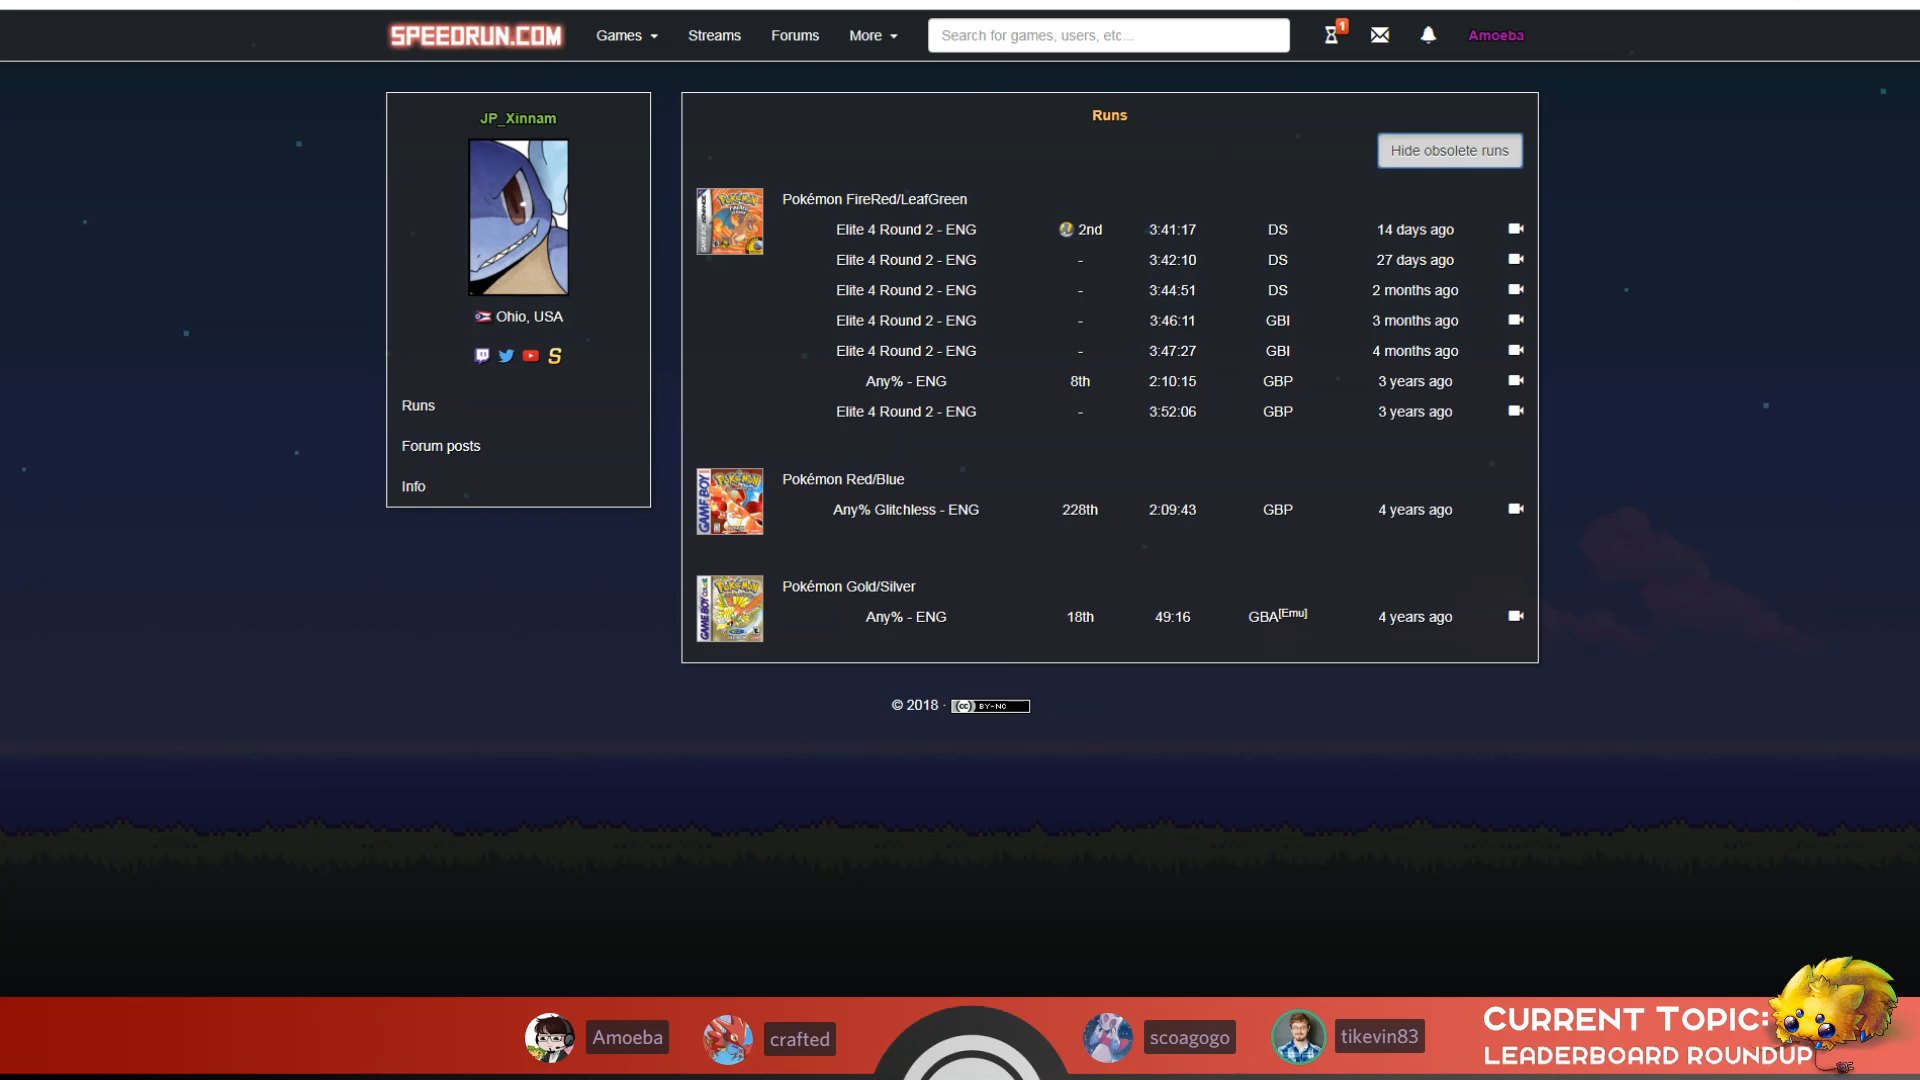 SPEEDRUN.COM Games Streams Forums More Search for games, users, etc... 1 Amoeba
JP_Xinnam
Ohio, USA
S
Runs
Forum posts
Info
Runs
Hide obsolete runs
Pokémon FireRed/LeafGreen
Elite 4 Round 2 - ENG 2nd 3:41:17 DS 14 days ago
Elite 4 Round 2 - ENG - 3:42:10 DS 27 days ago
Elite 4 Round 2 - ENG - 3:44:51 DS 2 months ago
Elite 4 Round 2 - ENG - 3:46:11 GBI 3 months ago
Elite 4 Round 2 - ENG - 3:47:27 GBI 4 months ago
Any% - ENG 8th 2:10:15 GBP 3 years ago
Elite 4 Round 2 - ENG - 3:52:06 GBP 3 years ago
Pokémon Red/Blue
Any% Glitchless - ENG 228th 2:09:43 GBP 4 years ago
Pokémon Gold/Silver
Any% - ENG 18th 49:16 GBA[Emu] 4 years ago
© 2018 · cc BY-NC
Amoeba crafted scoagogo tikevin83
CURRENT TOPIC:
LEADERBOARD ROUNDUP